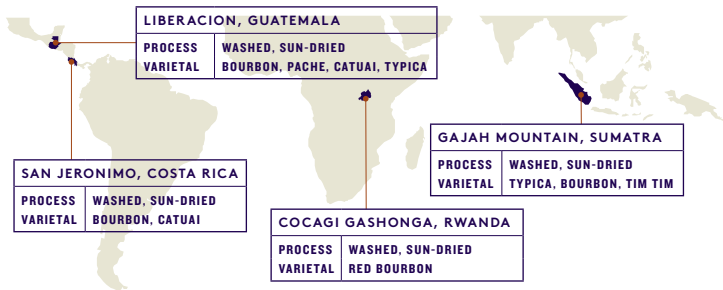 LIBERACION, GUATEMALA
PROCESS WASHED, SUN-DRIED
VARIETAL BOURBON, PACHE, CATUAI, TYPICA
GAJAH MOUNTAIN, SUMATRA
PROCESS WASHED, SUN-DRIED
VARIETAL TYPICA, BOURBON, TIM TIM
SAN JERONIMO, COSTA RICA
PROCESS WASHED, SUN-DRIED
VARIETAL BOURBON, CATUAI
COCAGI GASHONGA, RWANDA
PROCESS WASHED, SUN-DRIED
VARIETAL RED BOURBON